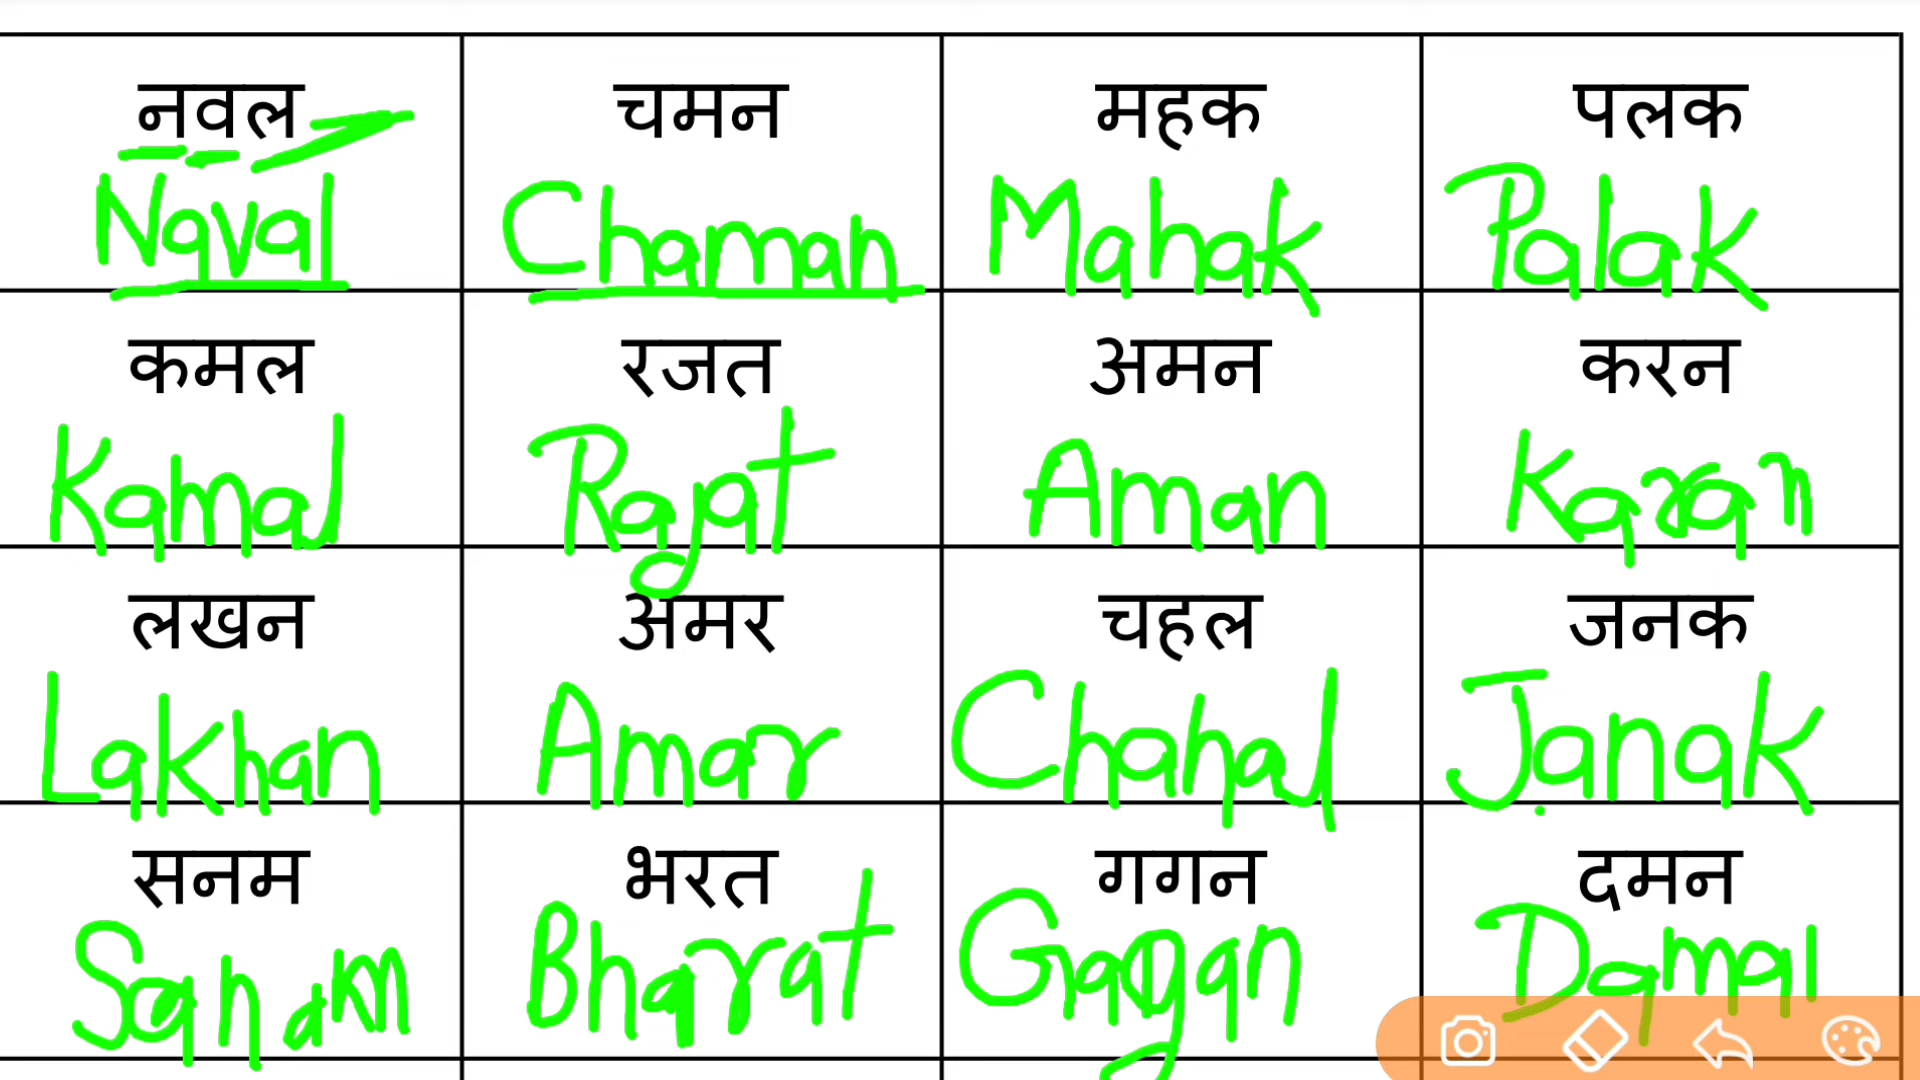 नवल चमन महक पलक
Naval Chaman Mahak Palak
कमल रजत अमन करन
Kamal Rajat Aman Karan
लखन अमर चहल जनक
Lakhan Amar Chahal Janak
सनम भरत गगन दमन
Sanam Bharat Gagan